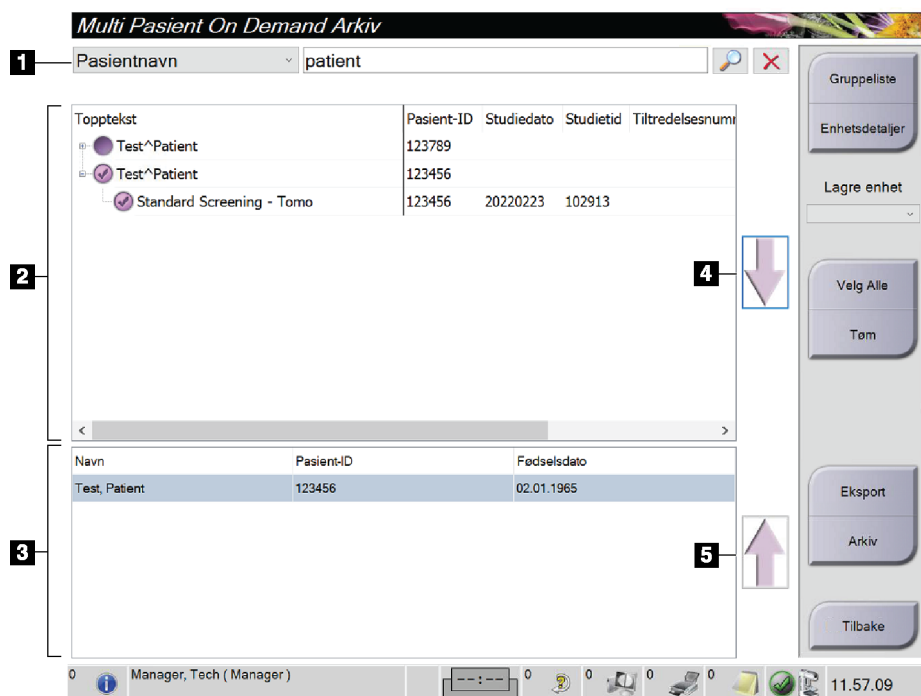 Multi Pasient On Demand Arkiv
1
Pasientnavn
patient
Gruppeliste
Enhetsdetaljer
Lagre enhet
2
Topptekst Pasient-ID Studiedato Studietid Tiltredelsesnumr
Test^Patient 123789
Test^Patient 123456
Standard Screening - Tomo 123456 20220223 102913
4
Velg Alle
Tøm
3
Navn Pasient-ID Fødselsdato
Test, Patient 123456 02.01.1965
5
Eksport
Arkiv
Tilbake
0 Manager, Tech ( Manager ) --:-- 0 0 0 0 11.57.09